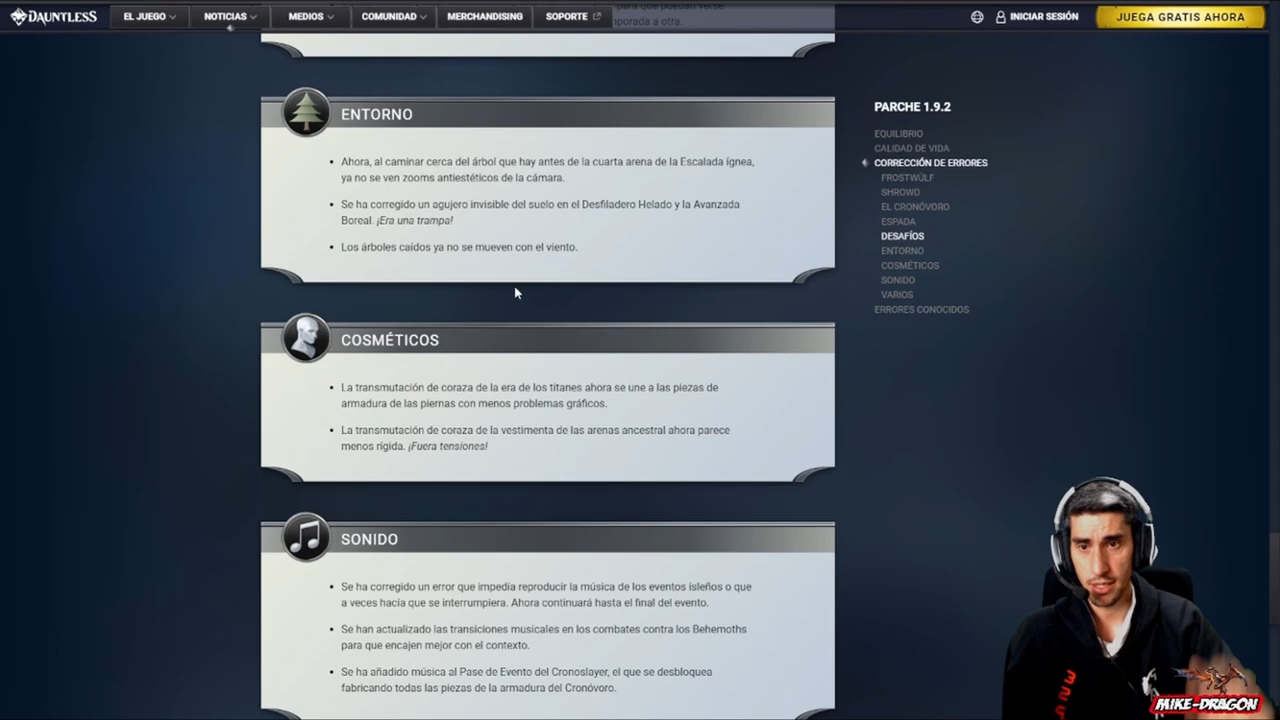 DAUNTLESS EL JUEGO NOTICIAS MEDIOS COMUNIDAD MERCHANDISING SOPORTE INICIAR SESIÓN JUEGA GRATIS AHORA
para que puedan verse
mporada a otra.
ENTORNO
• Ahora, al caminar cerca del árbol que hay antes de la cuarta arena de la Escalada ígnea,
ya no se ven zooms antiestéticos de la cámara.
• Se ha corregido un agujero invisible del suelo en el Desfiladero Helado y la Avanzada
Boreal. ¡Era una trampa!
• Los árboles caídos ya no se mueven con el viento.
COSMÉTICOS
• La transmutación de coraza de la era de los titanes ahora se une a las piezas de
armadura de las piernas con menos problemas gráficos.
• La transmutación de coraza de la vestimenta de las arenas ancestral ahora parece
menos rígida. ¡Fuera tensiones!
SONIDO
• Se ha corregido un error que impedía reproducir la música de los eventos isleños o que
a veces hacía que se interrumpiera. Ahora continuará hasta el final del evento.
• Se han actualizado las transiciones musicales en los combates contra los Behemoths
para que encajen mejor con el contexto.
• Se ha añadido música al Pase de Evento del Cronoslayer, el que se desbloquea
fabricando todas las piezas de la armadura del Cronóvoro.
PARCHE 1.9.2
EQUILIBRIO
CALIDAD DE VIDA
CORRECCIÓN DE ERRORES
FROSTWÜLF
SHROWD
EL CRONÓVORO
ESPADA
DESAFÍOS
ENTORNO
COSMÉTICOS
SONIDO
VARIOS
ERRORES CONOCIDOS
MIKE-DRAGON